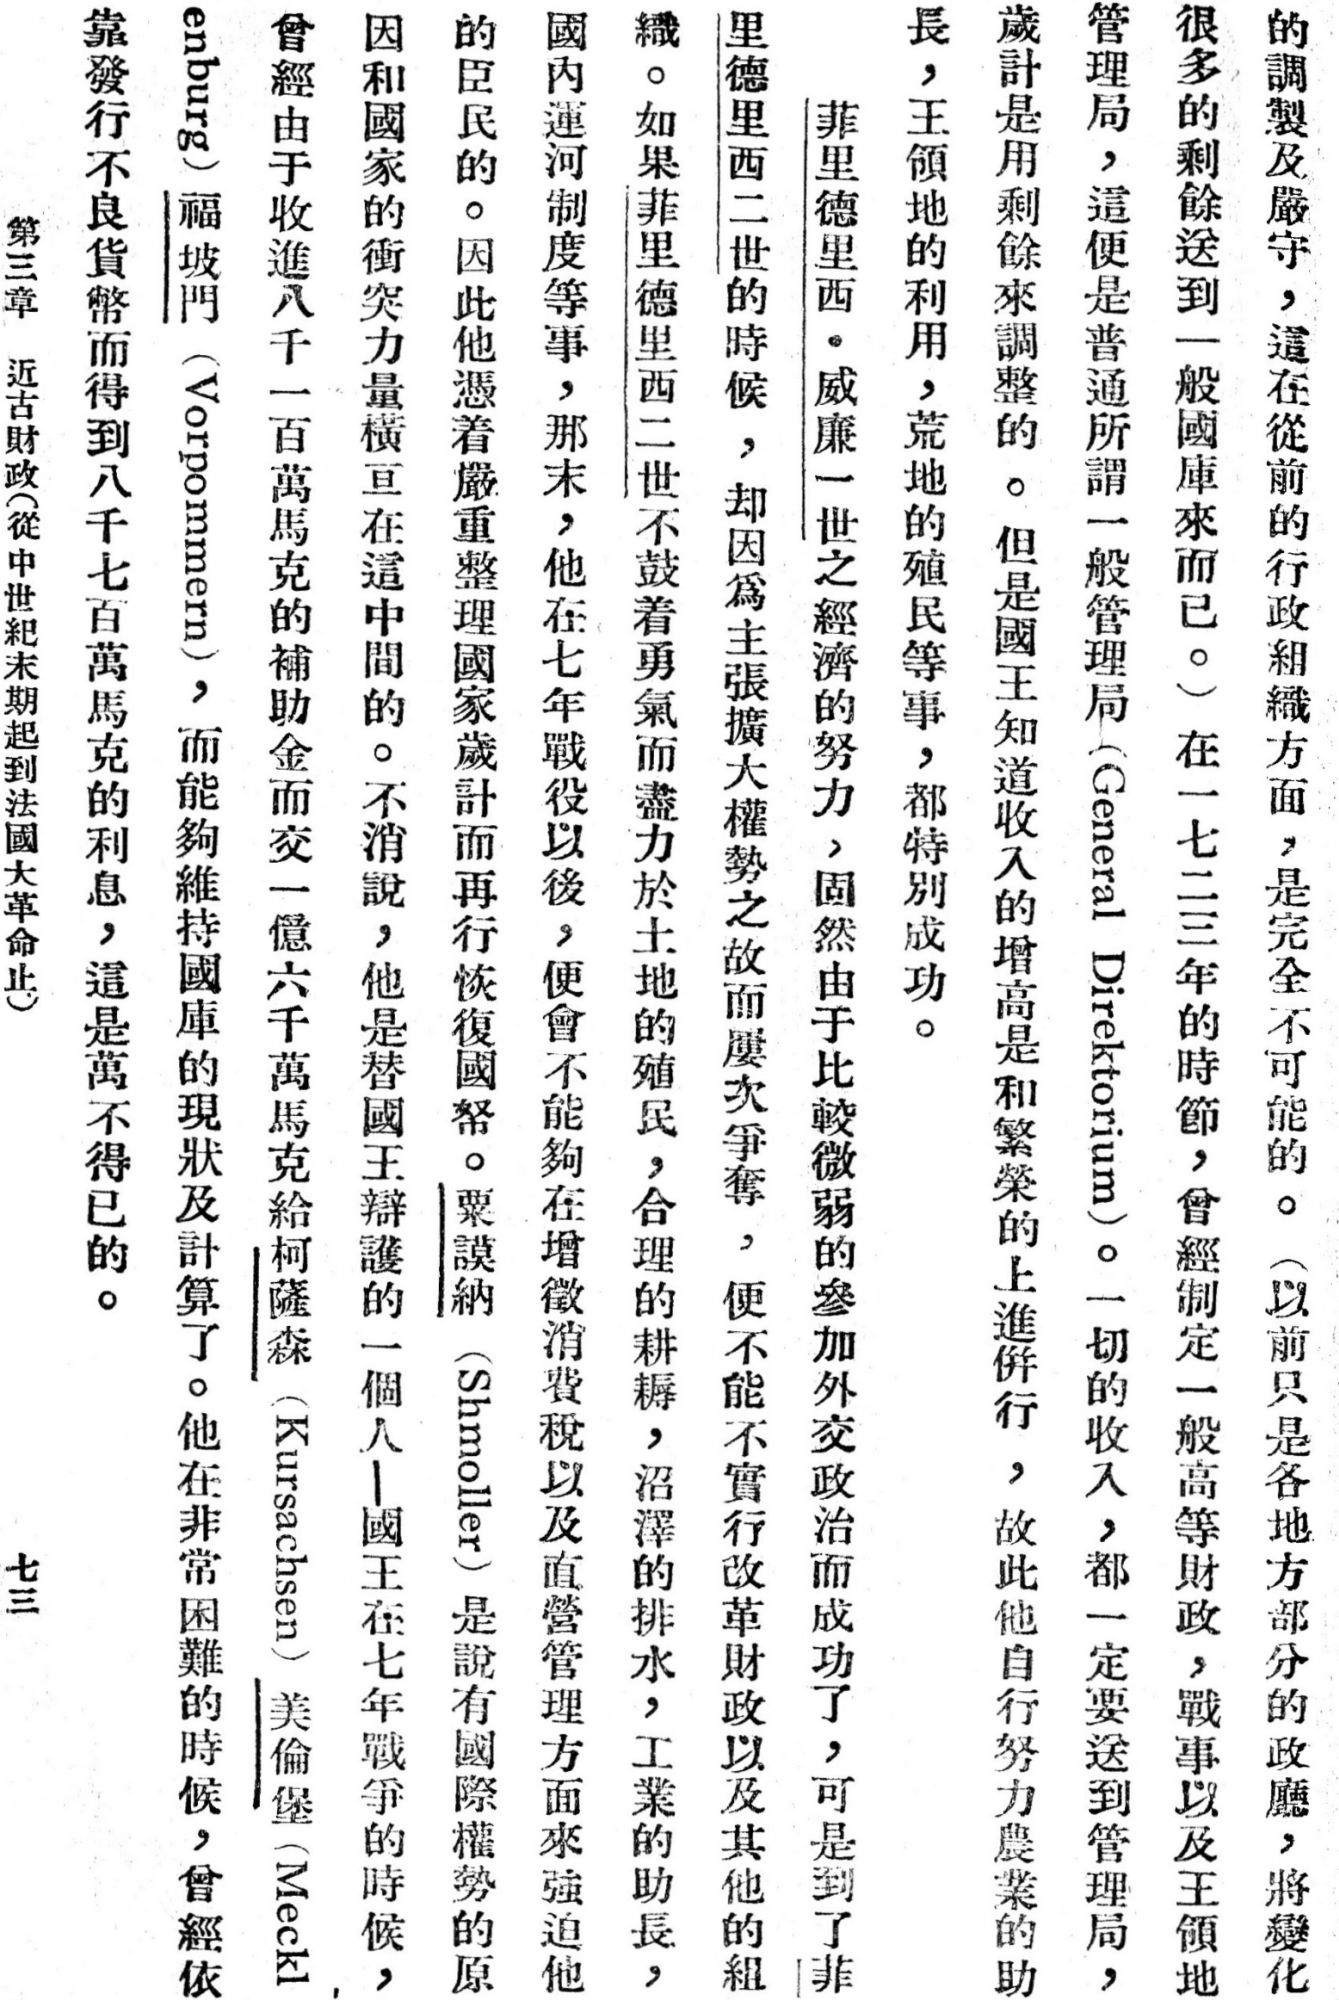 的調製及嚴守，這在從前的行政組織方面，是完全不可能的。（以前只是各地方部分的政廳，將變化
很多的剩餘送到一般國庫來而已。）在一七二三年的時節，曾經制定一般高等財政，戰事以及王領地
管理局，這便是普通所謂一般管理局（General Direktorium）。一切的收入，都一定要送到管理局，
歲計是用剩餘來調整的。但是國王知道收入的增高是和繁榮的上進併行，故此他自行努力農業的助
長，王領地的利用，荒地的殖民等事，都特別成功。
菲里德里西．威廉一世之經濟的努力，固然由于比較微弱的參加外交政治而成功了，可是到了菲
里德里西二世的時候，却因爲主張擴大權勢之故而屢次爭奪，便不能不實行改革財政以及其他的組
織。如果菲里德里西二世不鼓着勇氣而盡力於土地的殖民，合理的耕耨，沼澤的排水，工業的助長，
國內運河制度等事，那末，他在七年戰役以後，便會不能夠在增徵消費稅以及直營管理方面來強迫他
的臣民的。因此他憑着嚴重整理國家歲計而再行恢復國帑。粟謨納（Shmoller）是說有國際權勢的原
因和國家的衝突力量橫亘在這中間的。不消說，他是替國王辯護的一個人—國王在七年戰爭的時候，
曾經由于收進八千一百萬馬克的補助金而交一億六千萬馬克給柯薩森（Kursachsen）美倫堡（Meckl
enburg）福坡門（Vorpommern），而能夠維持國庫的現狀及計算了。他在非常困難的時候，曾經依
靠發行不良貨幣而得到八千七百萬馬克的利息，這是萬不得已的。
第三章　近古財政（從中世紀末期起到法國大革命止）　七三